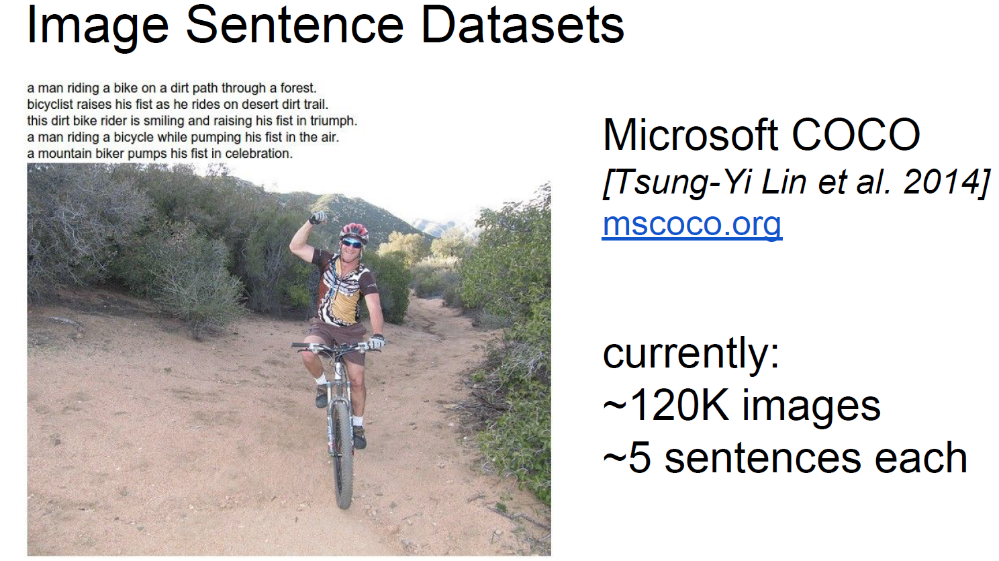 Image Sentence Datasets
a man riding a bike on a dirt path through a forest.
bicyclist raises his fist as he rides on desert dirt trail.
this dirt bike rider is smiling and raising his fist in triumph.
a man riding a bicycle while pumping his fist in the air.
a mountain biker pumps his fist in celebration.
Microsoft COCO
[Tsung-Yi Lin et al. 2014]
mscoco.org
currently:
~120K images
~5 sentences each